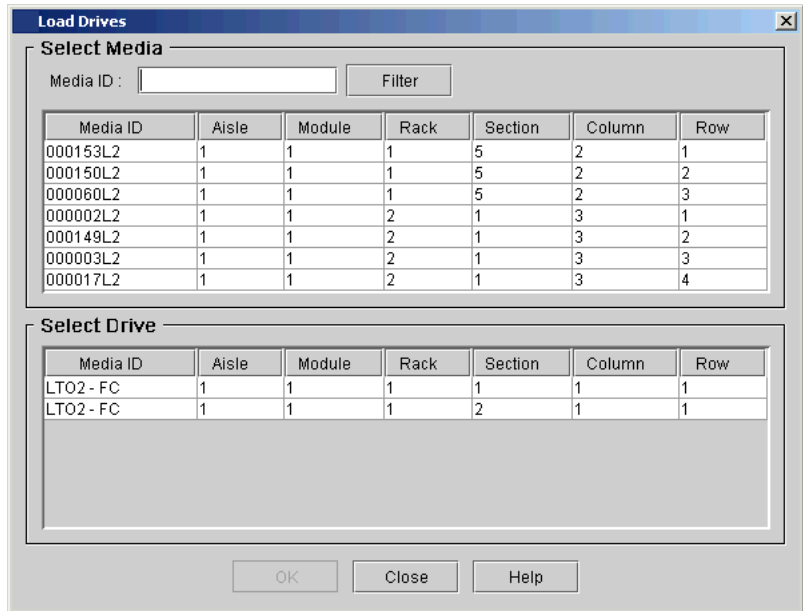 Load Drives
Select Media
Media ID : Filter
Media ID Aisle Module Rack Section Column Row
000153L2 1 1 1 5 2 1
000150L2 1 1 1 5 2 2
000060L2 1 1 1 5 2 3
000002L2 1 1 2 1 3 1
000149L2 1 1 2 1 3 2
000003L2 1 1 2 1 3 3
000017L2 1 1 2 1 3 4
Select Drive
Media ID Aisle Module Rack Section Column Row
LTO2 - FC 1 1 1 1 1 1
LTO2 - FC 1 1 1 2 1 1
OK Close Help